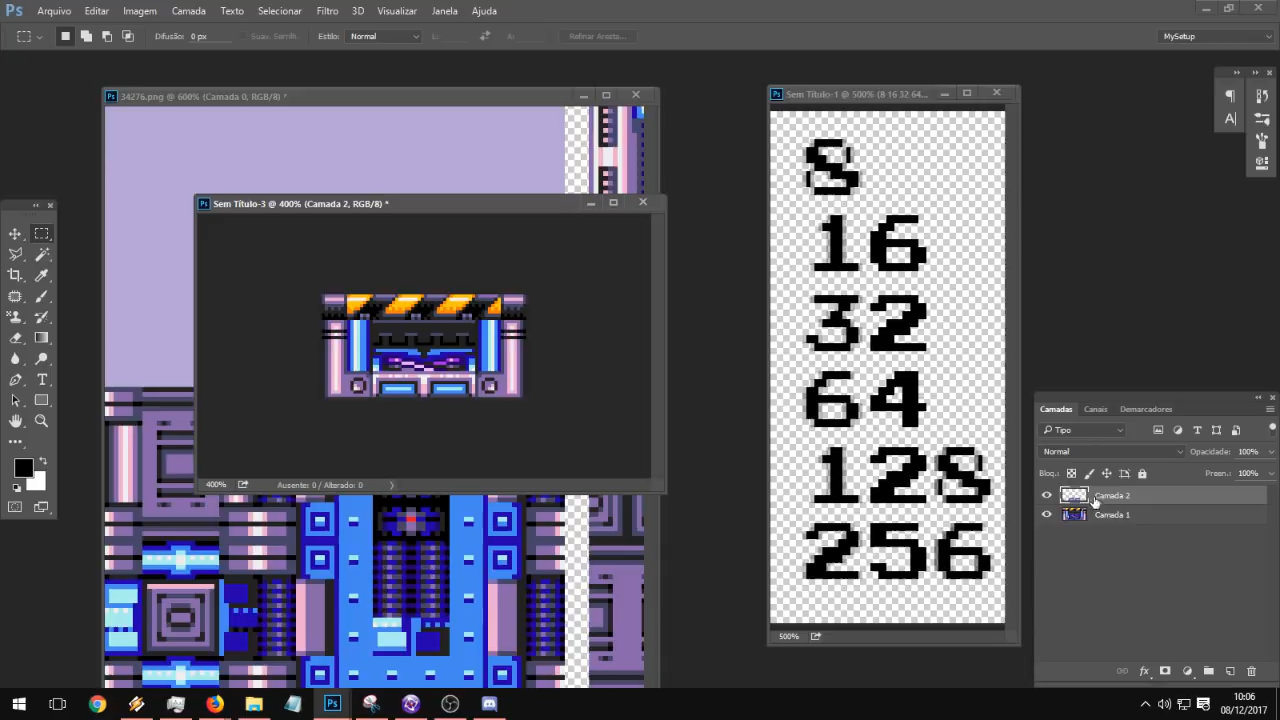 Ps Arquivo Editar Imagem Camada Texto Selecionar Filtro 3D Visualizar Janela Ajuda
Difusão: 0 px Suav. Serrilh. Estilo: Normal L: A: Refinar Aresta... MySetup
34276.png @ 600% (Camada 0, RGB/8) *
Sem Título-1 @ 500% (8 16 32 64...
Sem Título-3 @ 400% (Camada 2, RGB/8) *
8
16
32
64
128
256
400% Ausente: 0 / Alterado: 0
500%
Camadas Canais Demarcadores
Tipo
Normal Opacidade: 100%
Bloq.: Preen.: 100%
Camada 2
Camada 1
10:06
08/12/2017